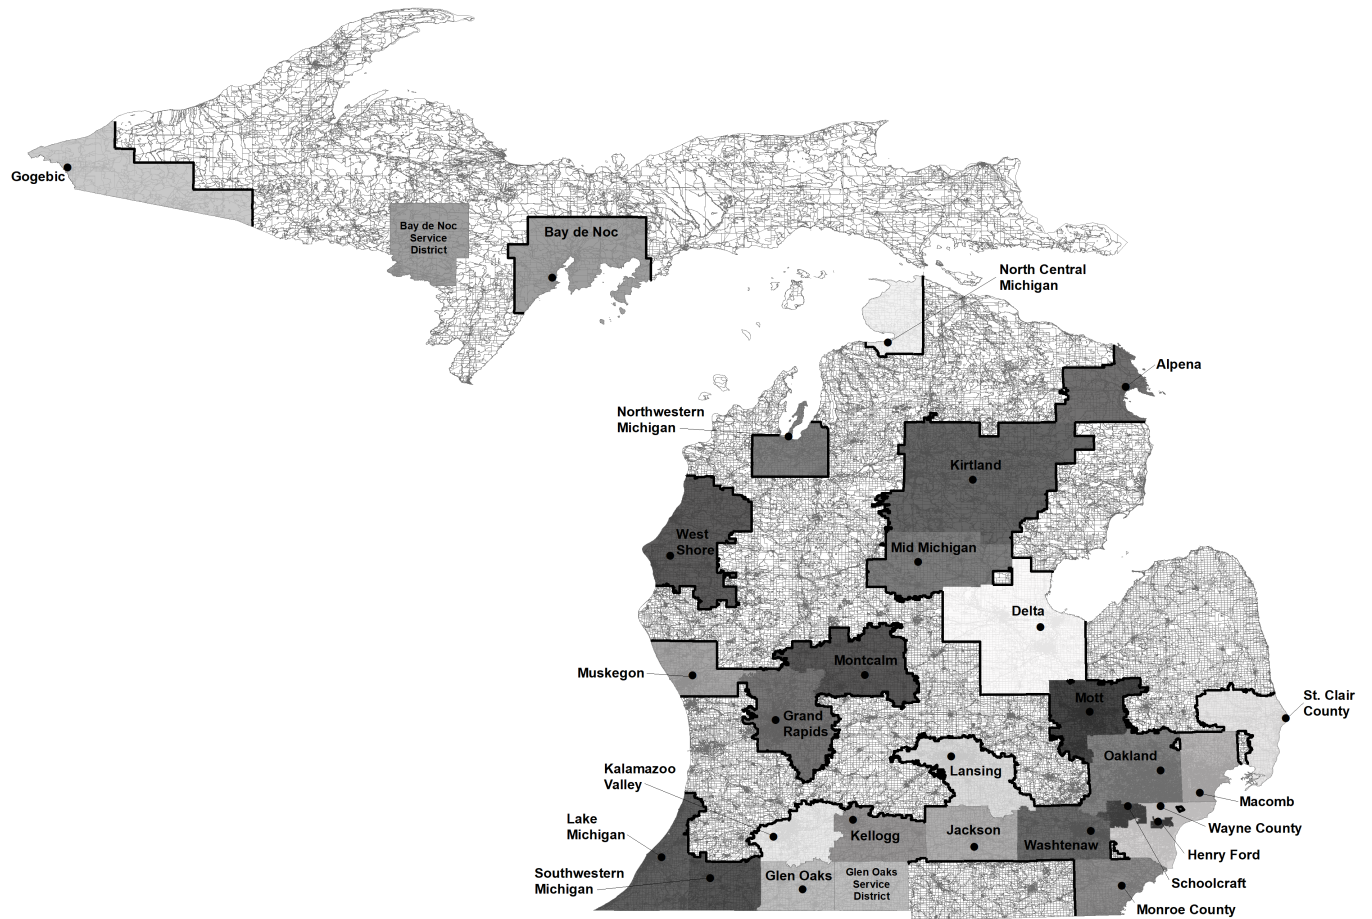 Gogebic
Bay de Noc
Service
District
Bay de Noc
North Central
Michigan
Alpena
Northwestern
Michigan
Kirtland
West
Shore
Mid Michigan
Delta
Muskegon
Montcalm
Mott
St. Clair
County
Grand
Rapids
Oakland
Kalamazoo
Valley
Lansing
Macomb
Lake
Michigan
Kellogg
Jackson
Washtenaw
Wayne County
Henry Ford
Southwestern
Michigan
Glen Oaks
Glen Oaks
Service
District
Schoolcraft
Monroe County